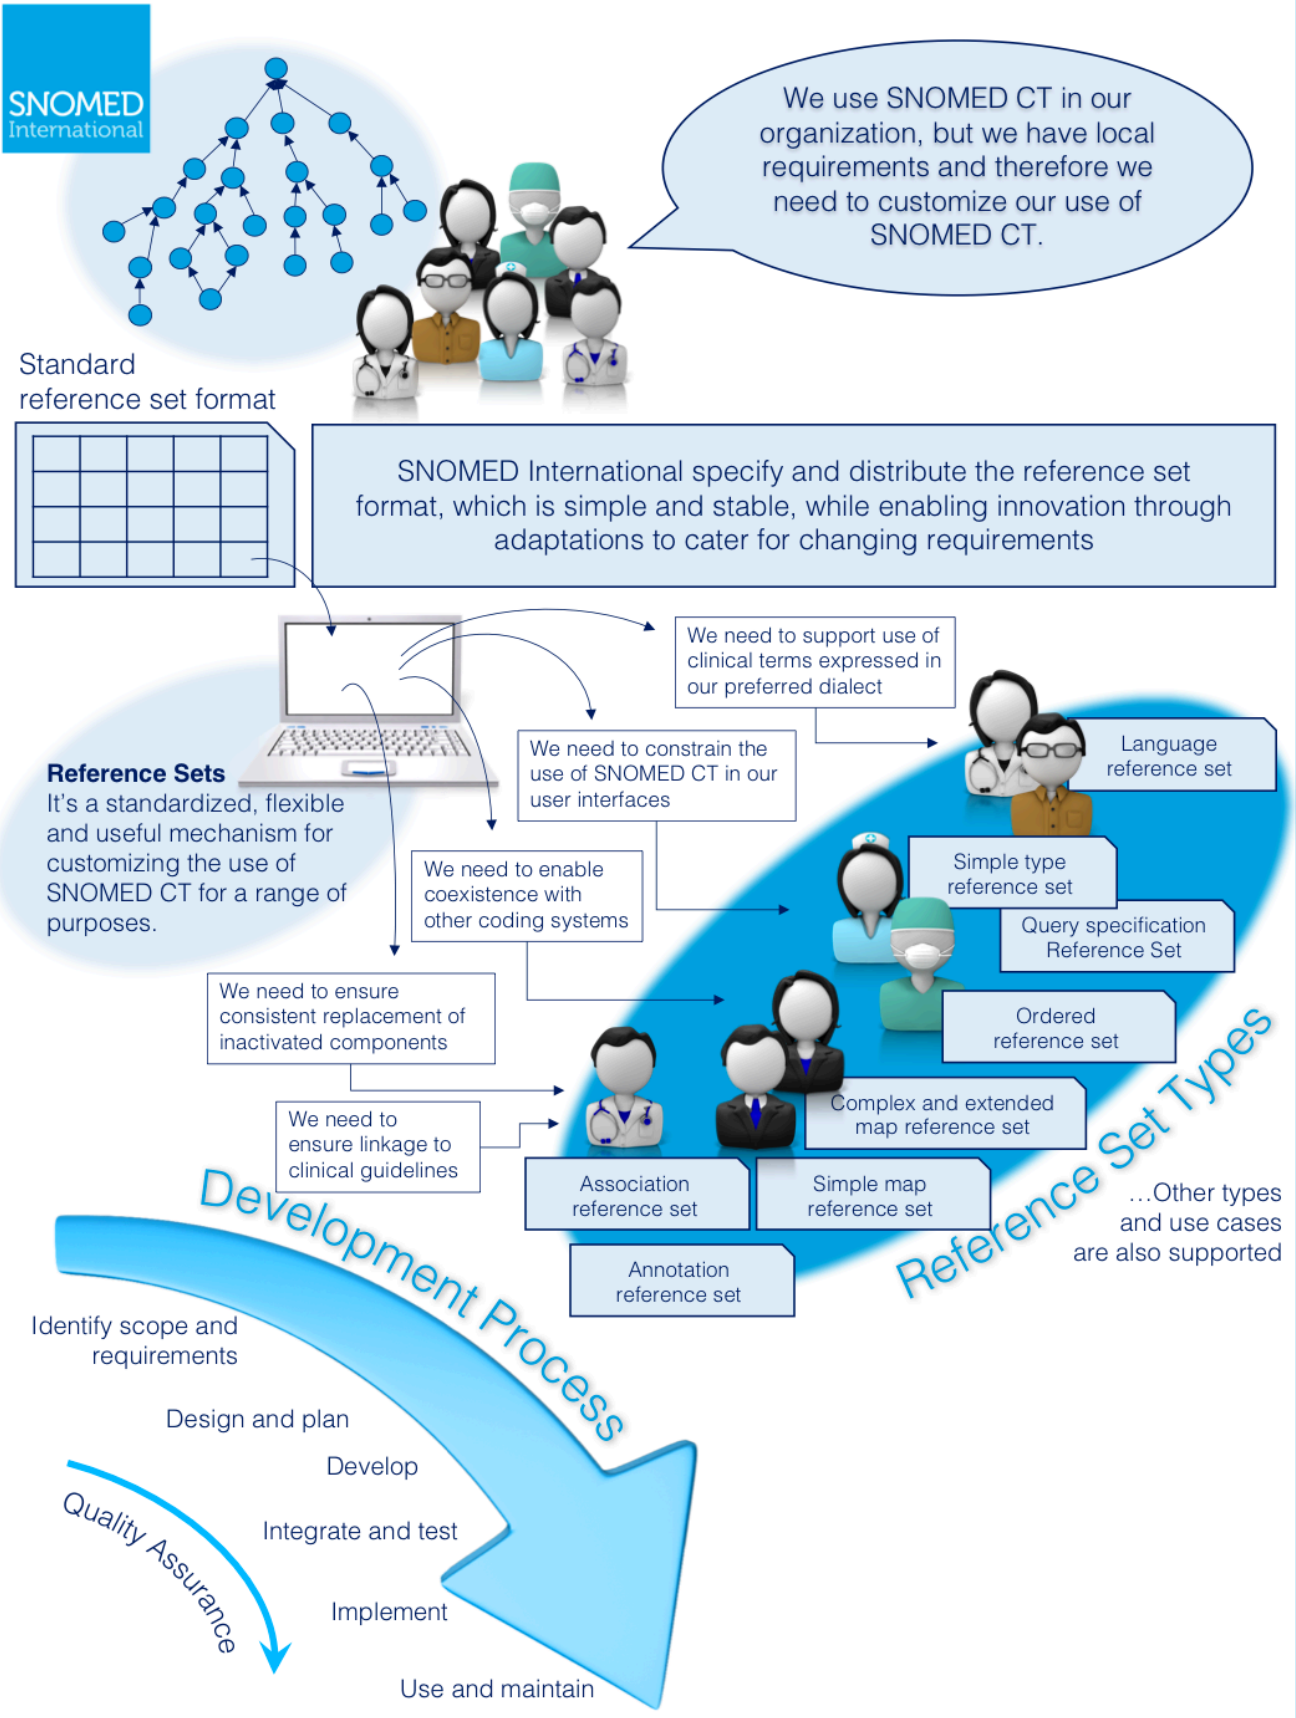 SNOMED
International
We use SNOMED CT in our
organization, but we have local
requirements and therefore we
need to customize our use of
SNOMED CT.
Standard
reference set format
SNOMED International specify and distribute the reference set
format, which is simple and stable, while enabling innovation through
adaptations to cater for changing requirements
We need to support use of
clinical terms expressed in
our preferred dialect
We need to constrain the
use of SNOMED CT in our
user interfaces
Reference Sets
It's a standardized, flexible
and useful mechanism for
customizing the use of
SNOMED CT for a range of
purposes.
We need to enable
coexistence with
other coding systems
We need to ensure
consistent replacement of
inactivated components
We need to
ensure linkage to
clinical guidelines
Language
reference set
Simple type
reference set
Query specification
Reference Set
Ordered
reference set
Complex and extended
map reference set
Simple map
reference set
Association
reference set
Annotation
reference set
Reference Set Types
...Other types
and use cases
are also supported
Development Process
Identify scope and
requirements
Design and plan
Develop
Integrate and test
Implement
Use and maintain
Quality Assurance